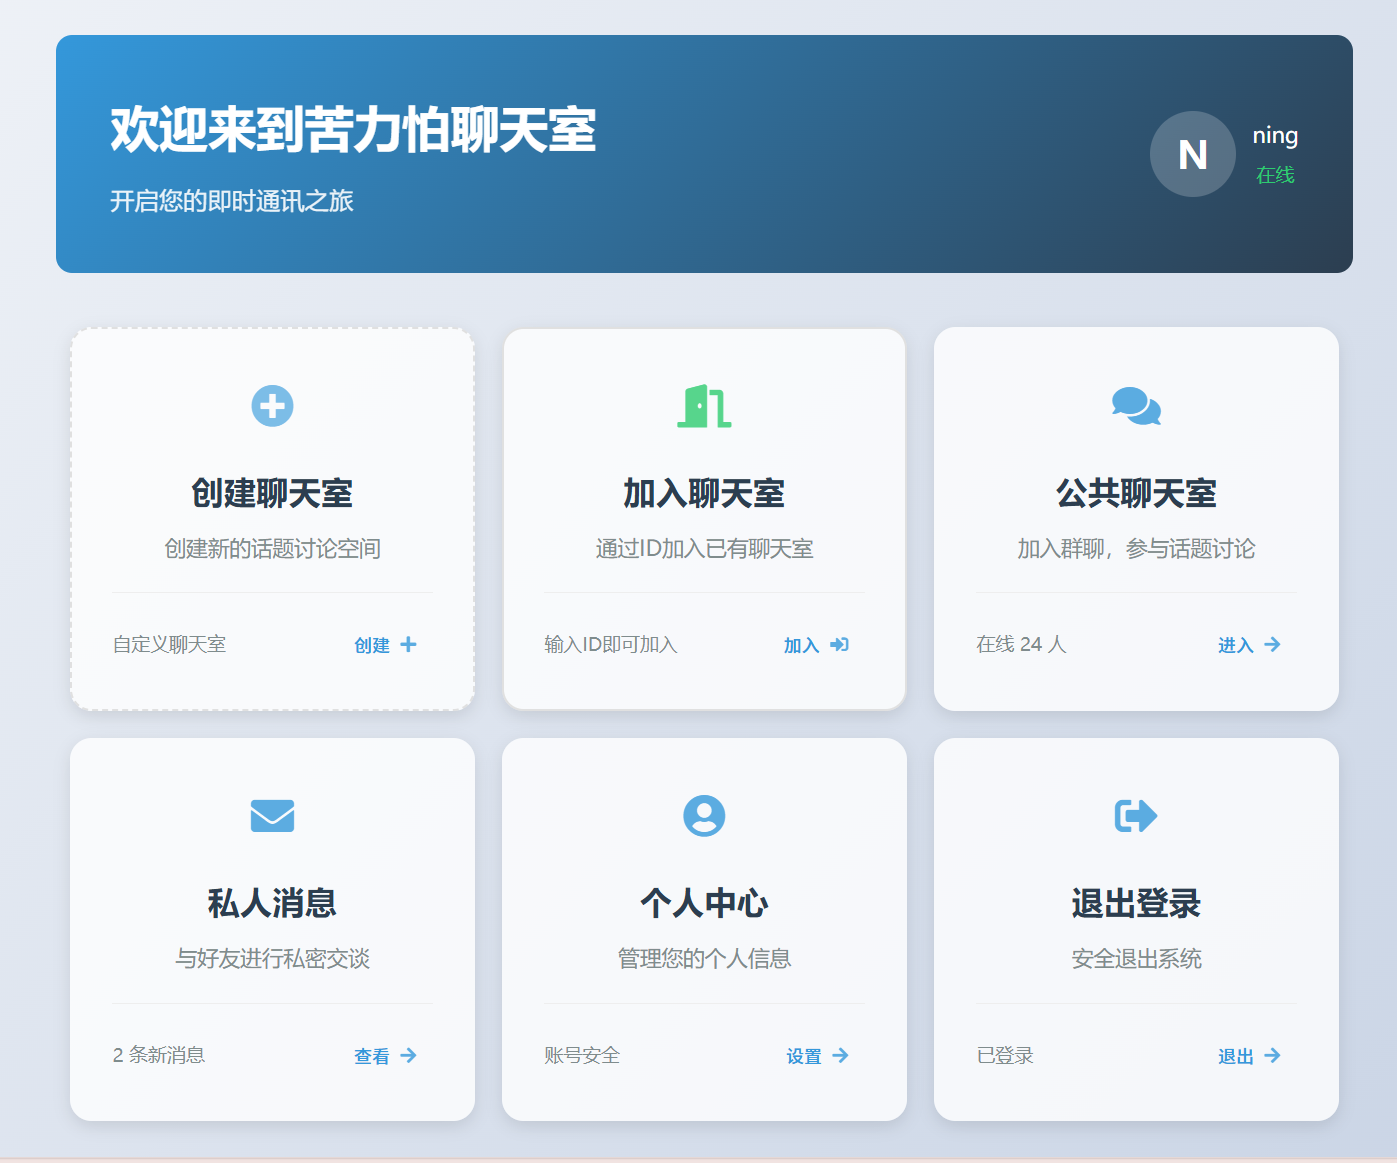 欢迎来到苦力怕聊天室
开启您的即时通讯之旅
N
ning
在线
创建聊天室
创建新的话题讨论空间
自定义聊天室
创建
加入聊天室
通过ID加入已有聊天室
输入ID即可加入
加入
公共聊天室
加入群聊，参与话题讨论
在线 24 人
进入
私人消息
与好友进行私密交谈
2 条新消息
查看
个人中心
管理您的个人信息
账号安全
设置
退出登录
安全退出系统
已登录
退出